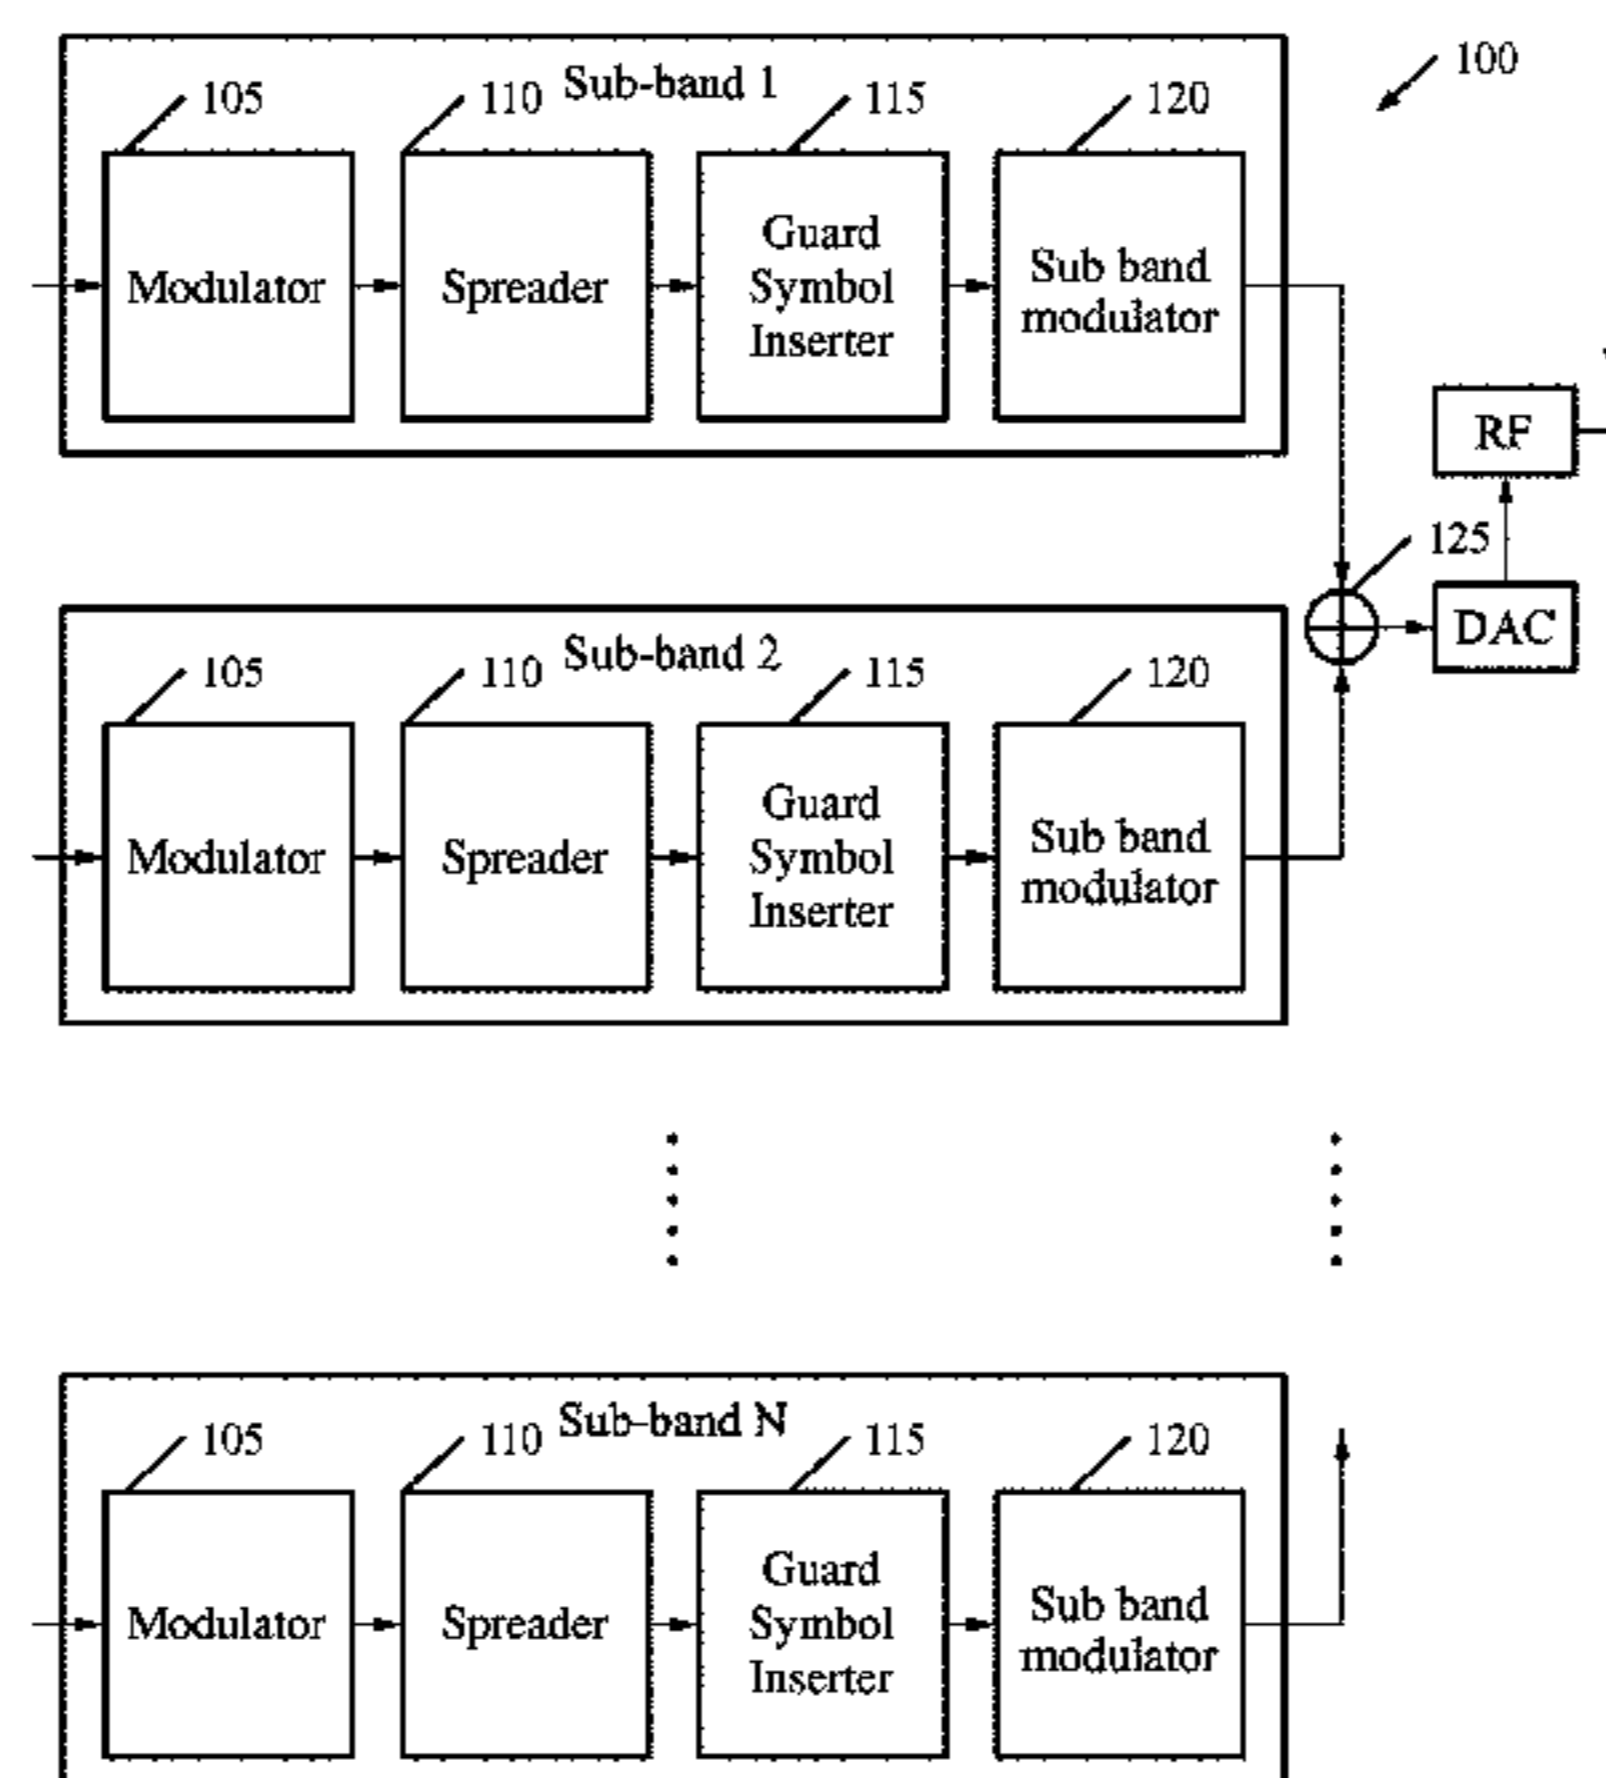 100
Sub-band 1
105
110
115
120
Modulator
Spreader
Guard
Symbol
Inserter
Sub band
modulator
RF
125
DAC
Sub-band 2
105
110
115
120
Modulator
Spreader
Guard
Symbol
Inserter
Sub band
modulator
Sub-band N
105
110
115
120
Modulator
Spreader
Guard
Symbol
Inserter
Sub band
modulator